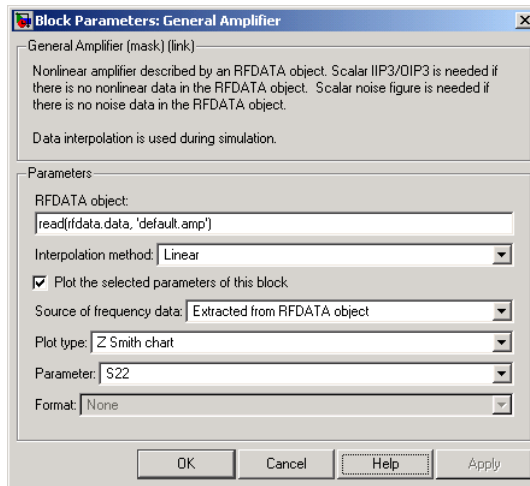 Block Parameters: General Amplifier
General Amplifier (mask) (link)
Nonlinear amplifier described by an RFDATA object. Scalar IIP3/OIP3 is needed if
there is no nonlinear data in the RFDATA object. Scalar noise figure is needed if
there is no noise data in the RFDATA object.
Data interpolation is used during simulation.
Parameters
RFDATA object:
read(rfdata.data, 'default.amp')
Interpolation method: Linear
Plot the selected parameters of this block
Source of frequency data: Extracted from RFDATA object
Plot type: Z Smith chart
Parameter: S22
Format: None
OK Cancel Help Apply